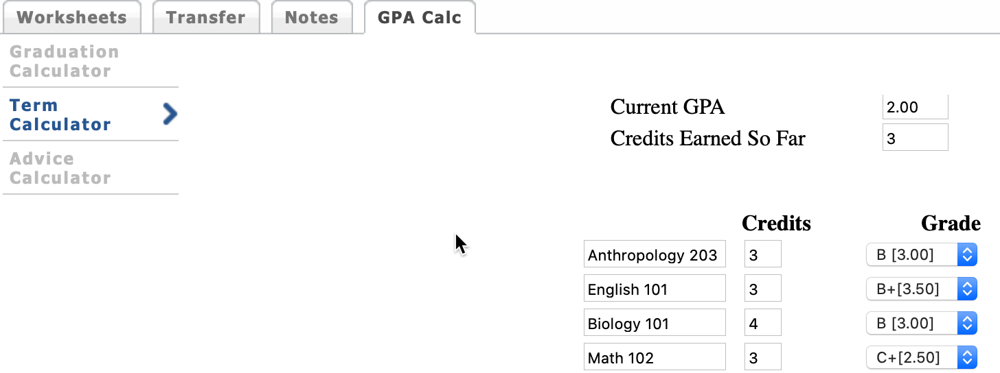 Worksheets Transfer Notes GPA Calc
Graduation
Calculator
Term
Calculator
Advice
Calculator
Current GPA 2.00
Credits Earned So Far 3
Credits Grade
Anthropology 203 3 B [3.00]
English 101 3 B+[3.50]
Biology 101 4 B [3.00]
Math 102 3 C+[2.50]